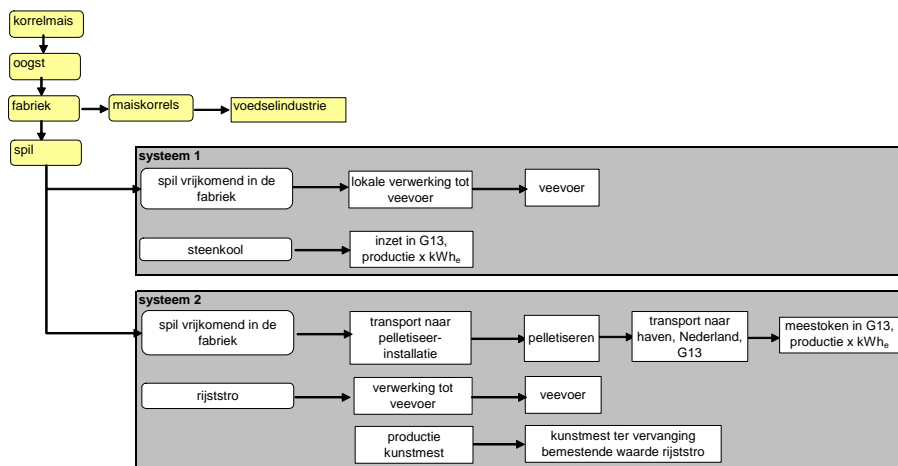 korrelmais
oogst
fabriek
maiskorrels
voedselindustrie
spil
systeem 1
spil vrijkomend in de
fabriek
lokale verwerking tot
veevoer
veevoer
steenkool
inzet in G13,
productie x kWhe
systeem 2
spil vrijkomend in de
fabriek
transport naar
pelletiseer-
installatie
pelletiseren
transport naar
haven, Nederland,
G13
meestoken in G13,
productie x kWhe
rijststro
verwerking tot
veevoer
veevoer
productie
kunstmest
kunstmest ter vervanging
bemestende waarde rijststro